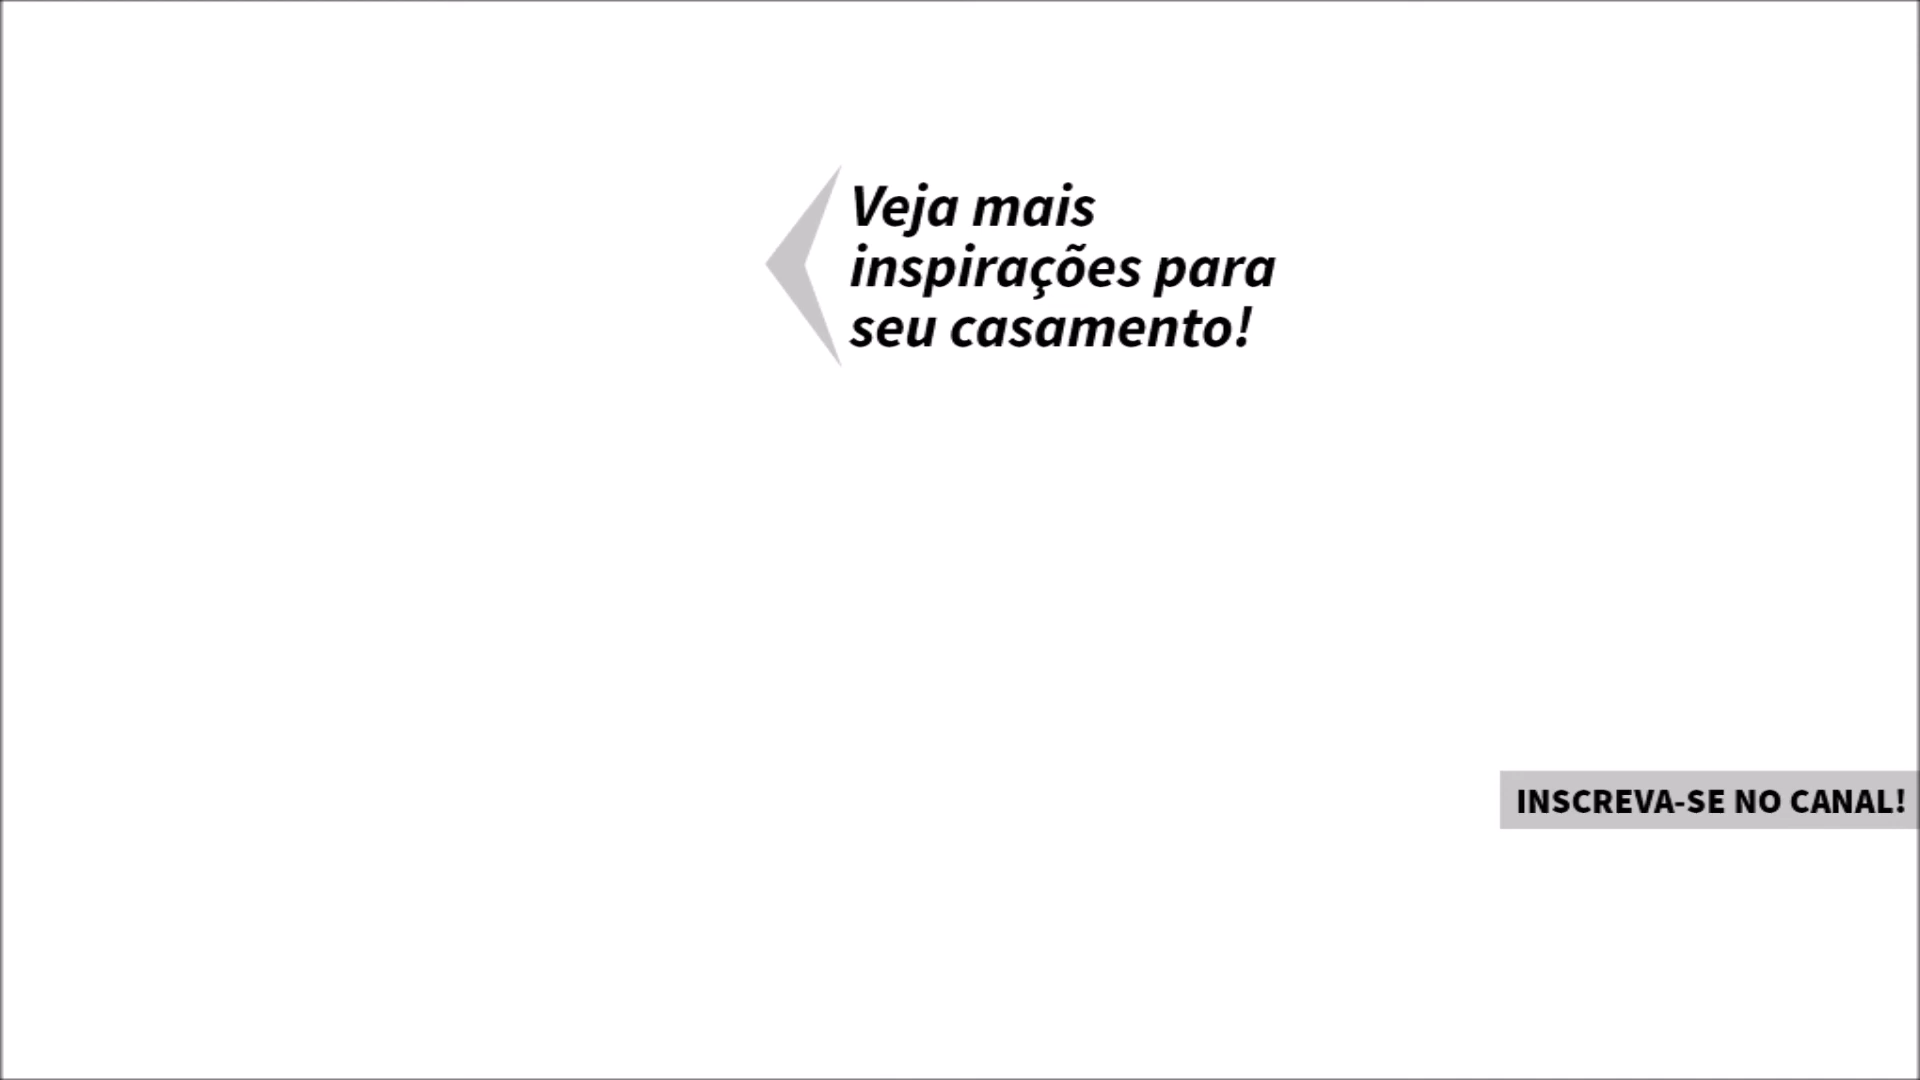 Veja mais
inspirações para
seu casamento!
INSCREVA-SE NO CANAL!